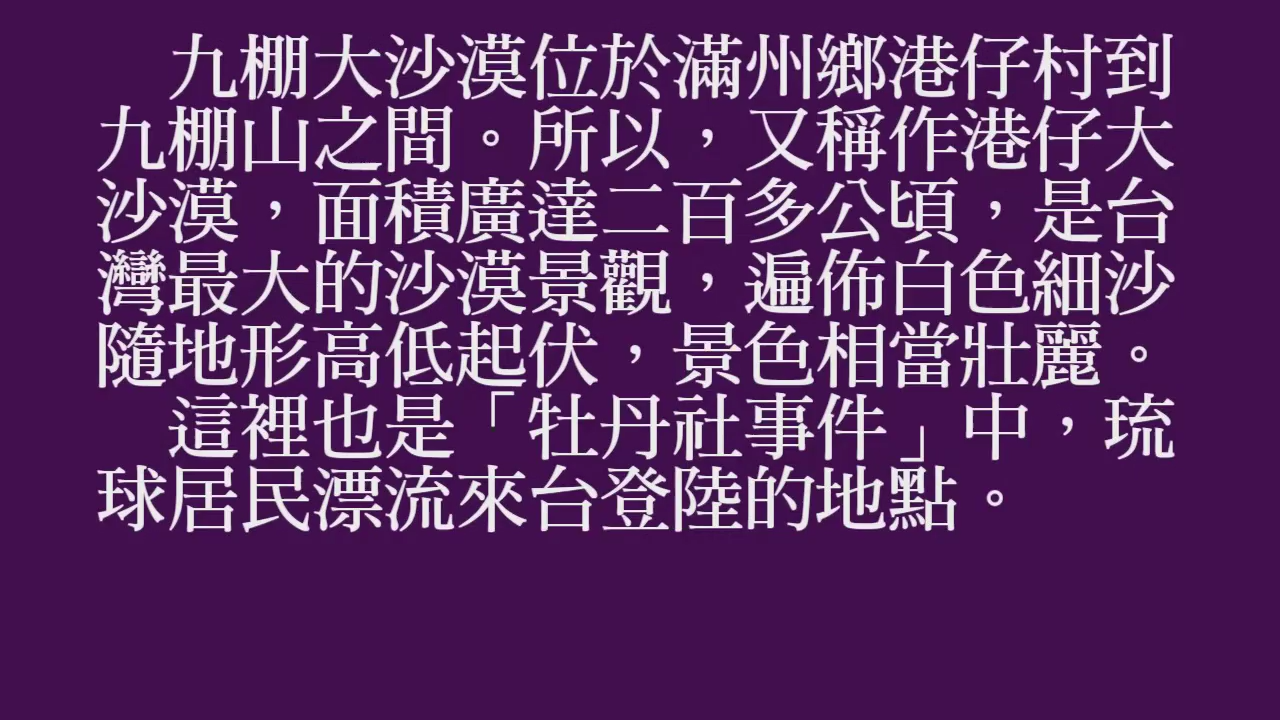 九棚大沙漠位於滿州鄉港仔村到
九棚山之間。所以，又稱作港仔大
沙漠，面積廣達二百多公頃，是台
灣最大的沙漠景觀，遍佈白色細沙
隨地形高低起伏，景色相當壯麗。
這裡也是「牡丹社事件」中，琉
球居民漂流來台登陸的地點。